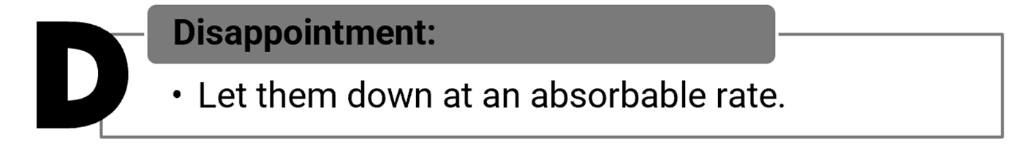 D
Disappointment:
• Let them down at an absorbable rate.